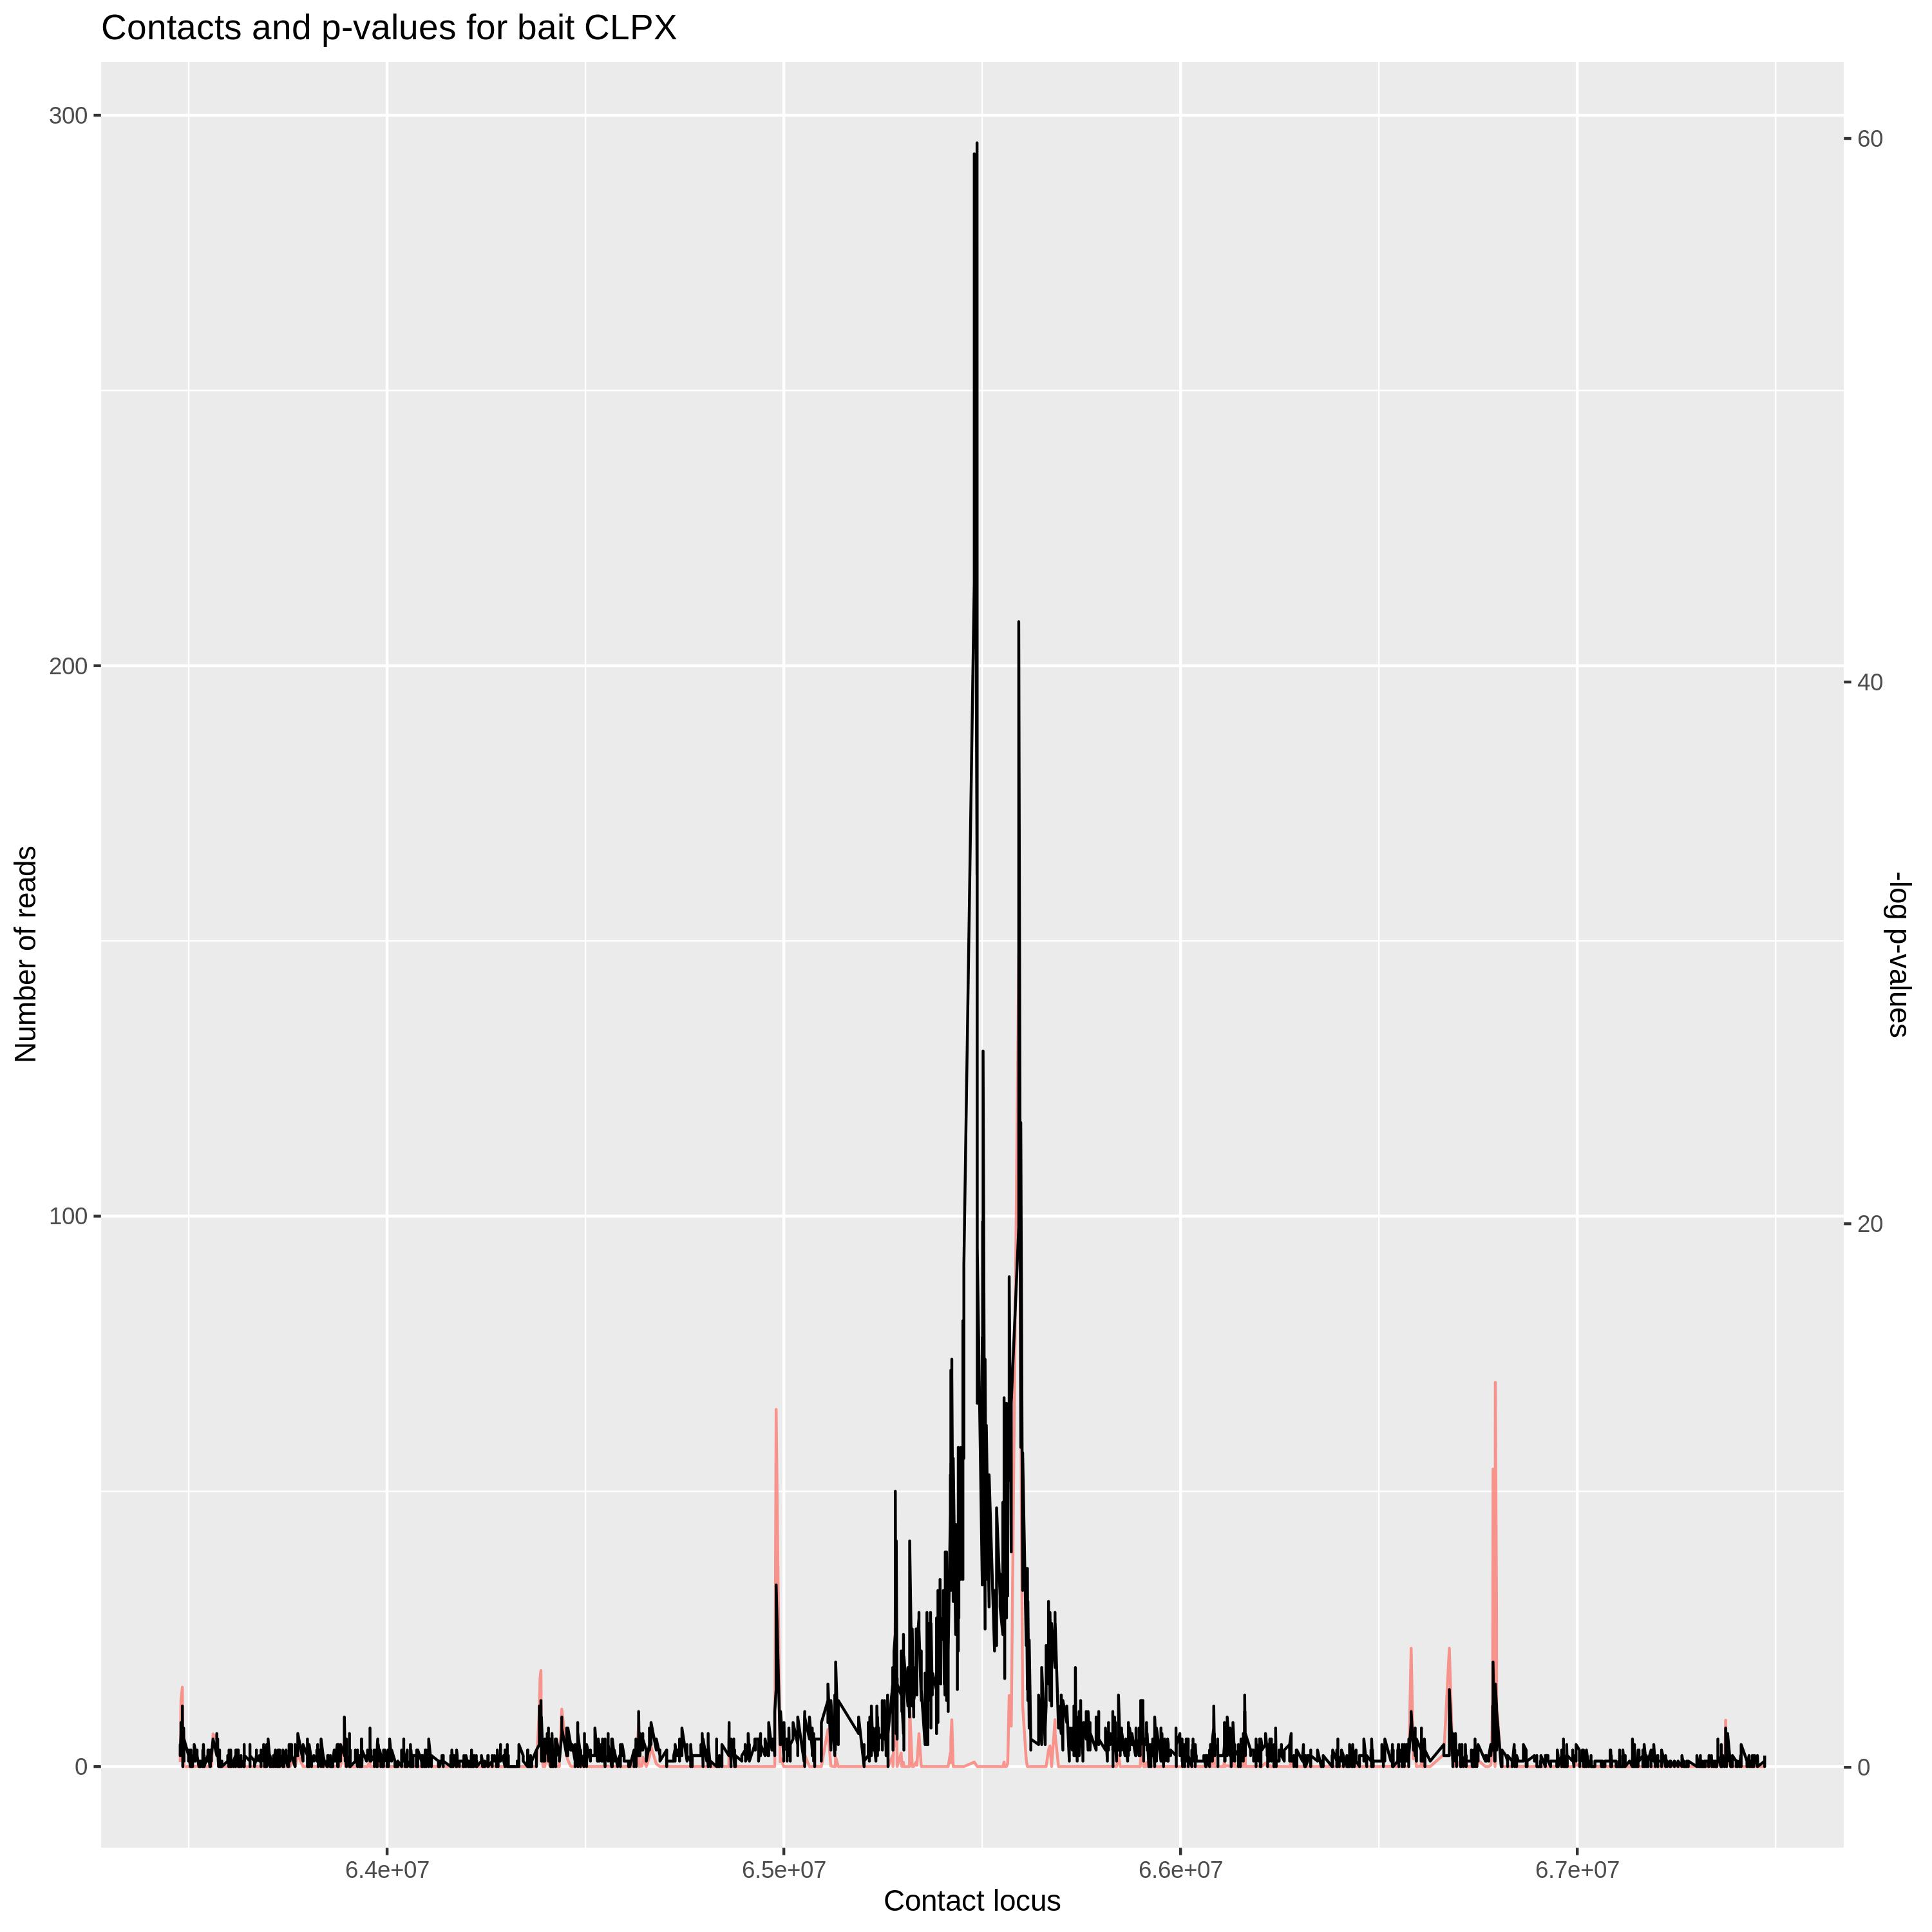 Contacts and p-values for bait CLPX
300
200
100
0
Number of reads
60
40
20
0
-log p-values
6.4e+07
6.5e+07
6.6e+07
6.7e+07
Contact locus